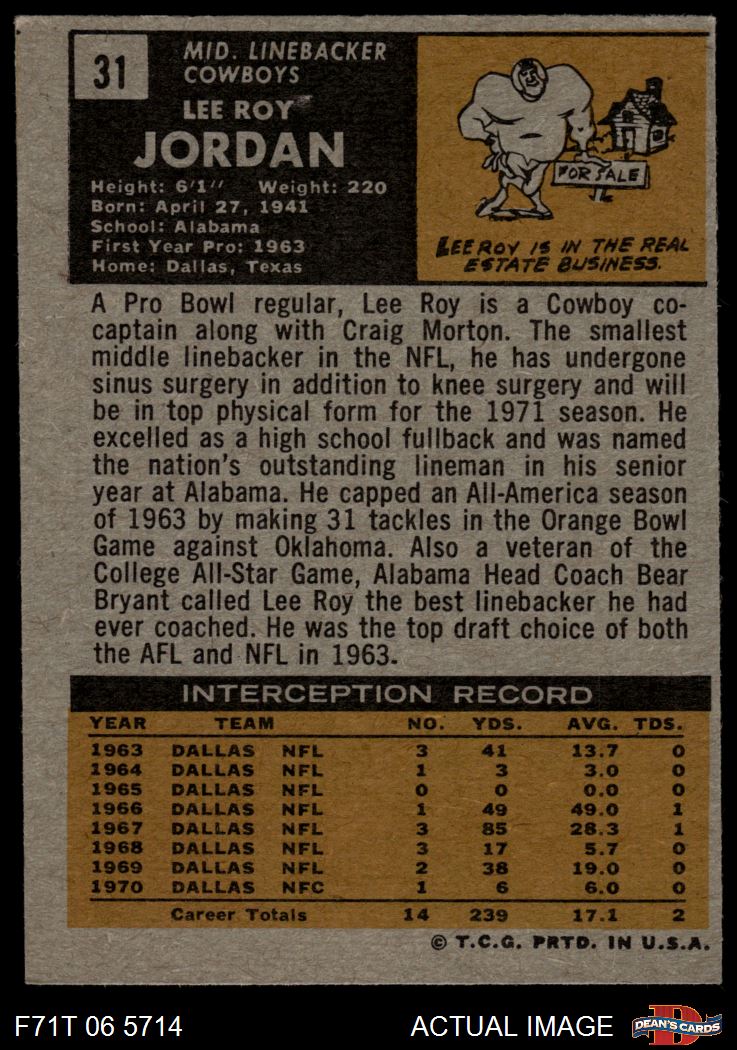 31
MID. LINEBACKER
COWBOYS
LEE ROY
JORDAN
Height: 6'1" Weight: 220
Born: April 27, 1941
School: Alabama
First Year Pro: 1963
Home: Dallas, Texas
FOR SALE
LEE ROY IS IN THE REAL
ESTATE BUSINESS.
A Pro Bowl regular, Lee Roy is a Cowboy co-
captain along with Craig Morton. The smallest
middle linebacker in the NFL, he has undergone
sinus surgery in addition to knee surgery and will
be in top physical form for the 1971 season. He
excelled as a high school fullback and was named
the nation's outstanding lineman in his senior
year at Alabama. He capped an All-America season
of 1963 by making 31 tackles in the Orange Bowl
Game against Oklahoma. Also a veteran of the
College All-Star Game, Alabama Head Coach Bear
Bryant called Lee Roy the best linebacker he had
ever coached. He was the top draft choice of both
the AFL and NFL in 1963.
INTERCEPTION RECORD
YEAR TEAM NO. YDS. AVG. TDS.
1963 DALLAS NFL 3 41 13.7 0
1964 DALLAS NFL 1 3 3.0 0
1965 DALLAS NFL 0 0 0.0 0
1966 DALLAS NFL 1 49 49.0 1
1967 DALLAS NFL 3 85 28.3 1
1968 DALLAS NFL 3 17 5.7 0
1969 DALLAS NFL 2 38 19.0 0
1970 DALLAS NFC 1 6 6.0 0
Career Totals 14 239 17.1 2
© T.C.G. PRTD. IN U.S.A.
F71T 06 5714 ACTUAL IMAGE DEAN'S CARDS